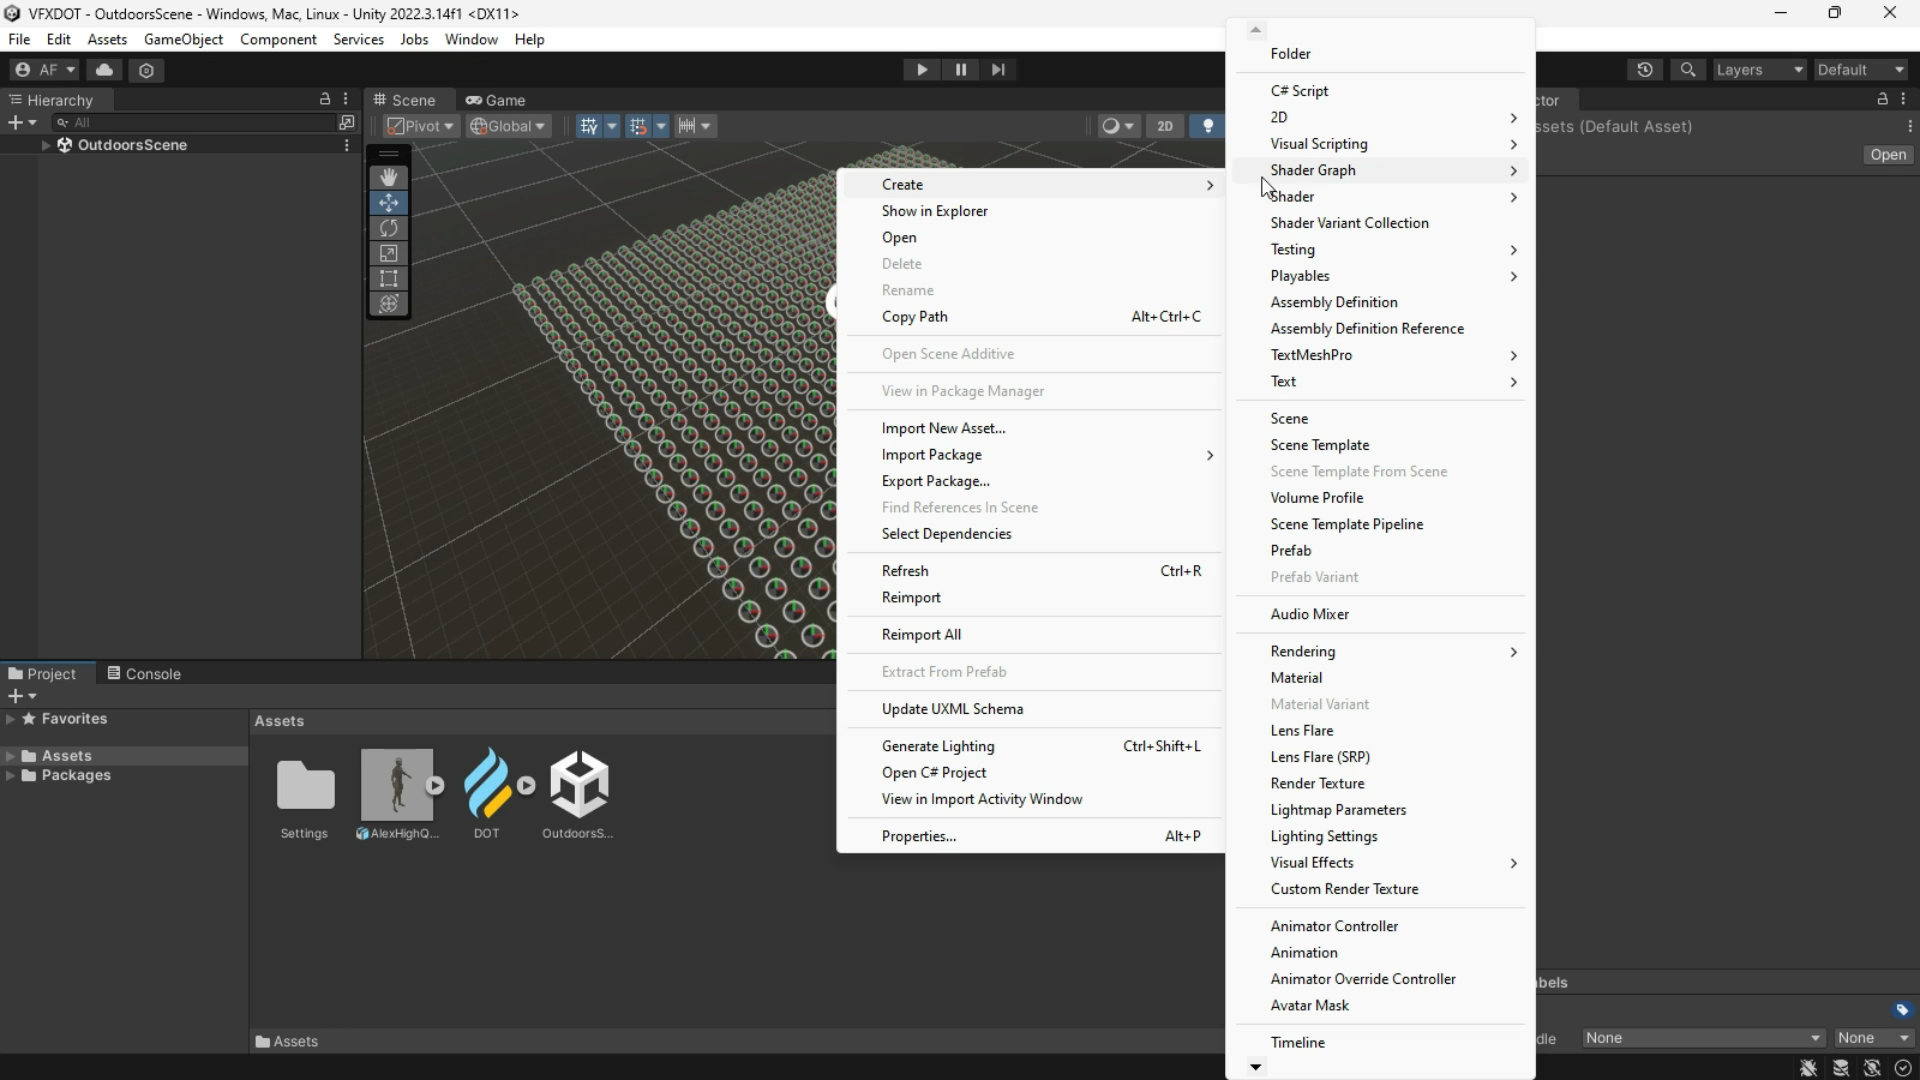 VFXDOT - OutdoorsScene - Windows, Mac, Linux - Unity 2022.3.14f1 <DX11>
File Edit Assets GameObject Component Services Jobs Window Help
AF
Layers Default
Hierarchy
All
OutdoorsScene
Scene Game
Pivot Global 2D
Create
Show in Explorer
Open
Delete
Rename
Copy Path Alt+Ctrl+C
Open Scene Additive
View in Package Manager
Import New Asset...
Import Package
Export Package...
Find References In Scene
Select Dependencies
Refresh Ctrl+R
Reimport
Reimport All
Extract From Prefab
Update UXML Schema
Generate Lighting Ctrl+Shift+L
Open C# Project
View in Import Activity Window
Properties... Alt+P
Folder
C# Script
2D
Visual Scripting
Shader Graph
Shader
Shader Variant Collection
Testing
Playables
Assembly Definition
Assembly Definition Reference
TextMeshPro
Text
Scene
Scene Template
Scene Template From Scene
Volume Profile
Scene Template Pipeline
Prefab
Prefab Variant
Audio Mixer
Rendering
Material
Material Variant
Lens Flare
Lens Flare (SRP)
Render Texture
Lightmap Parameters
Lighting Settings
Visual Effects
Custom Render Texture
Animator Controller
Animation
Animator Override Controller
Avatar Mask
Timeline
ctor
ssets (Default Asset)
Open
Project Console
Favorites
Assets
Packages
Assets
Settings AlexHighQ... DOT OutdoorsS...
Assets
bels
dle None None